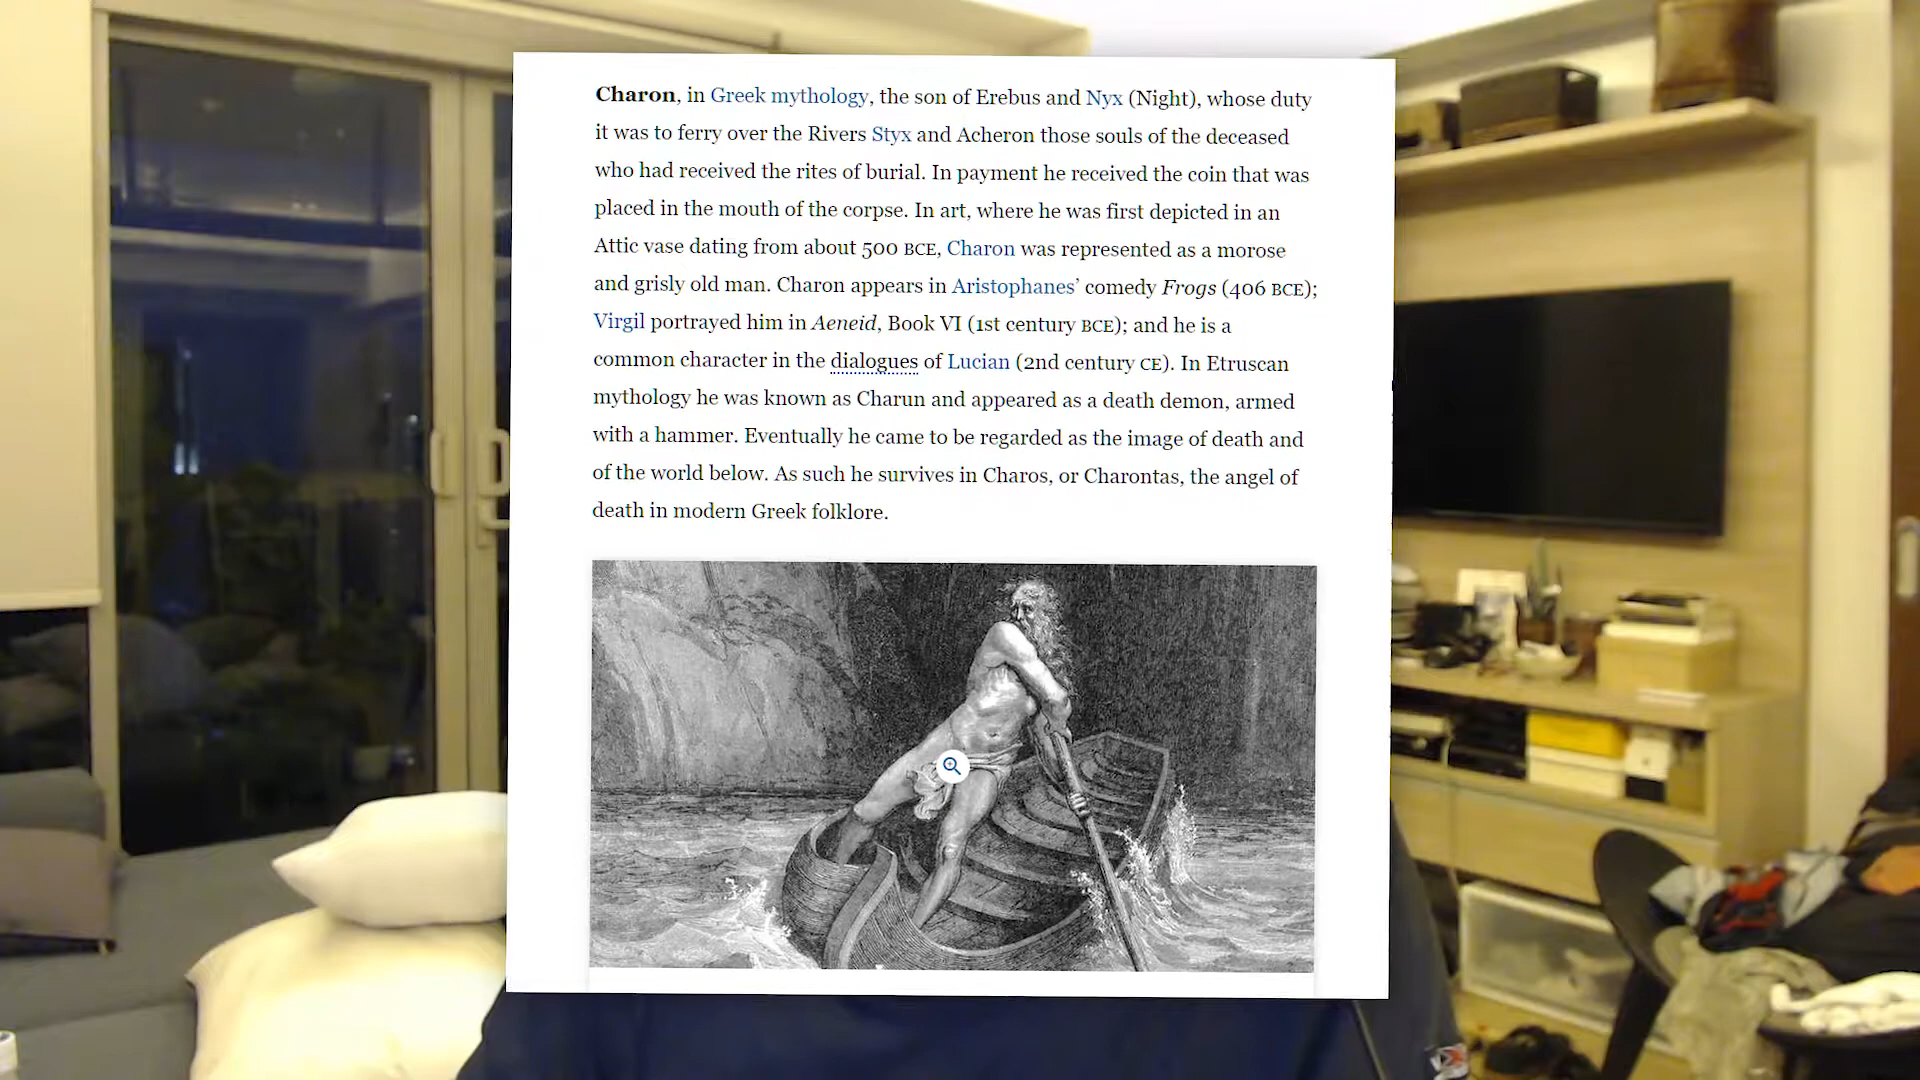 Charon, in Greek mythology, the son of Erebus and Nyx (Night), whose duty
it was to ferry over the Rivers Styx and Acheron those souls of the deceased
who had received the rites of burial. In payment he received the coin that was
placed in the mouth of the corpse. In art, where he was first depicted in an
Attic vase dating from about 500 BCE, Charon was represented as a morose
and grisly old man. Charon appears in Aristophanes’ comedy Frogs (406 BCE);
Virgil portrayed him in Aeneid, Book VI (1st century BCE); and he is a
common character in the dialogues of Lucian (2nd century CE). In Etruscan
mythology he was known as Charun and appeared as a death demon, armed
with a hammer. Eventually he came to be regarded as the image of death and
of the world below. As such he survives in Charos, or Charontas, the angel of
death in modern Greek folklore.